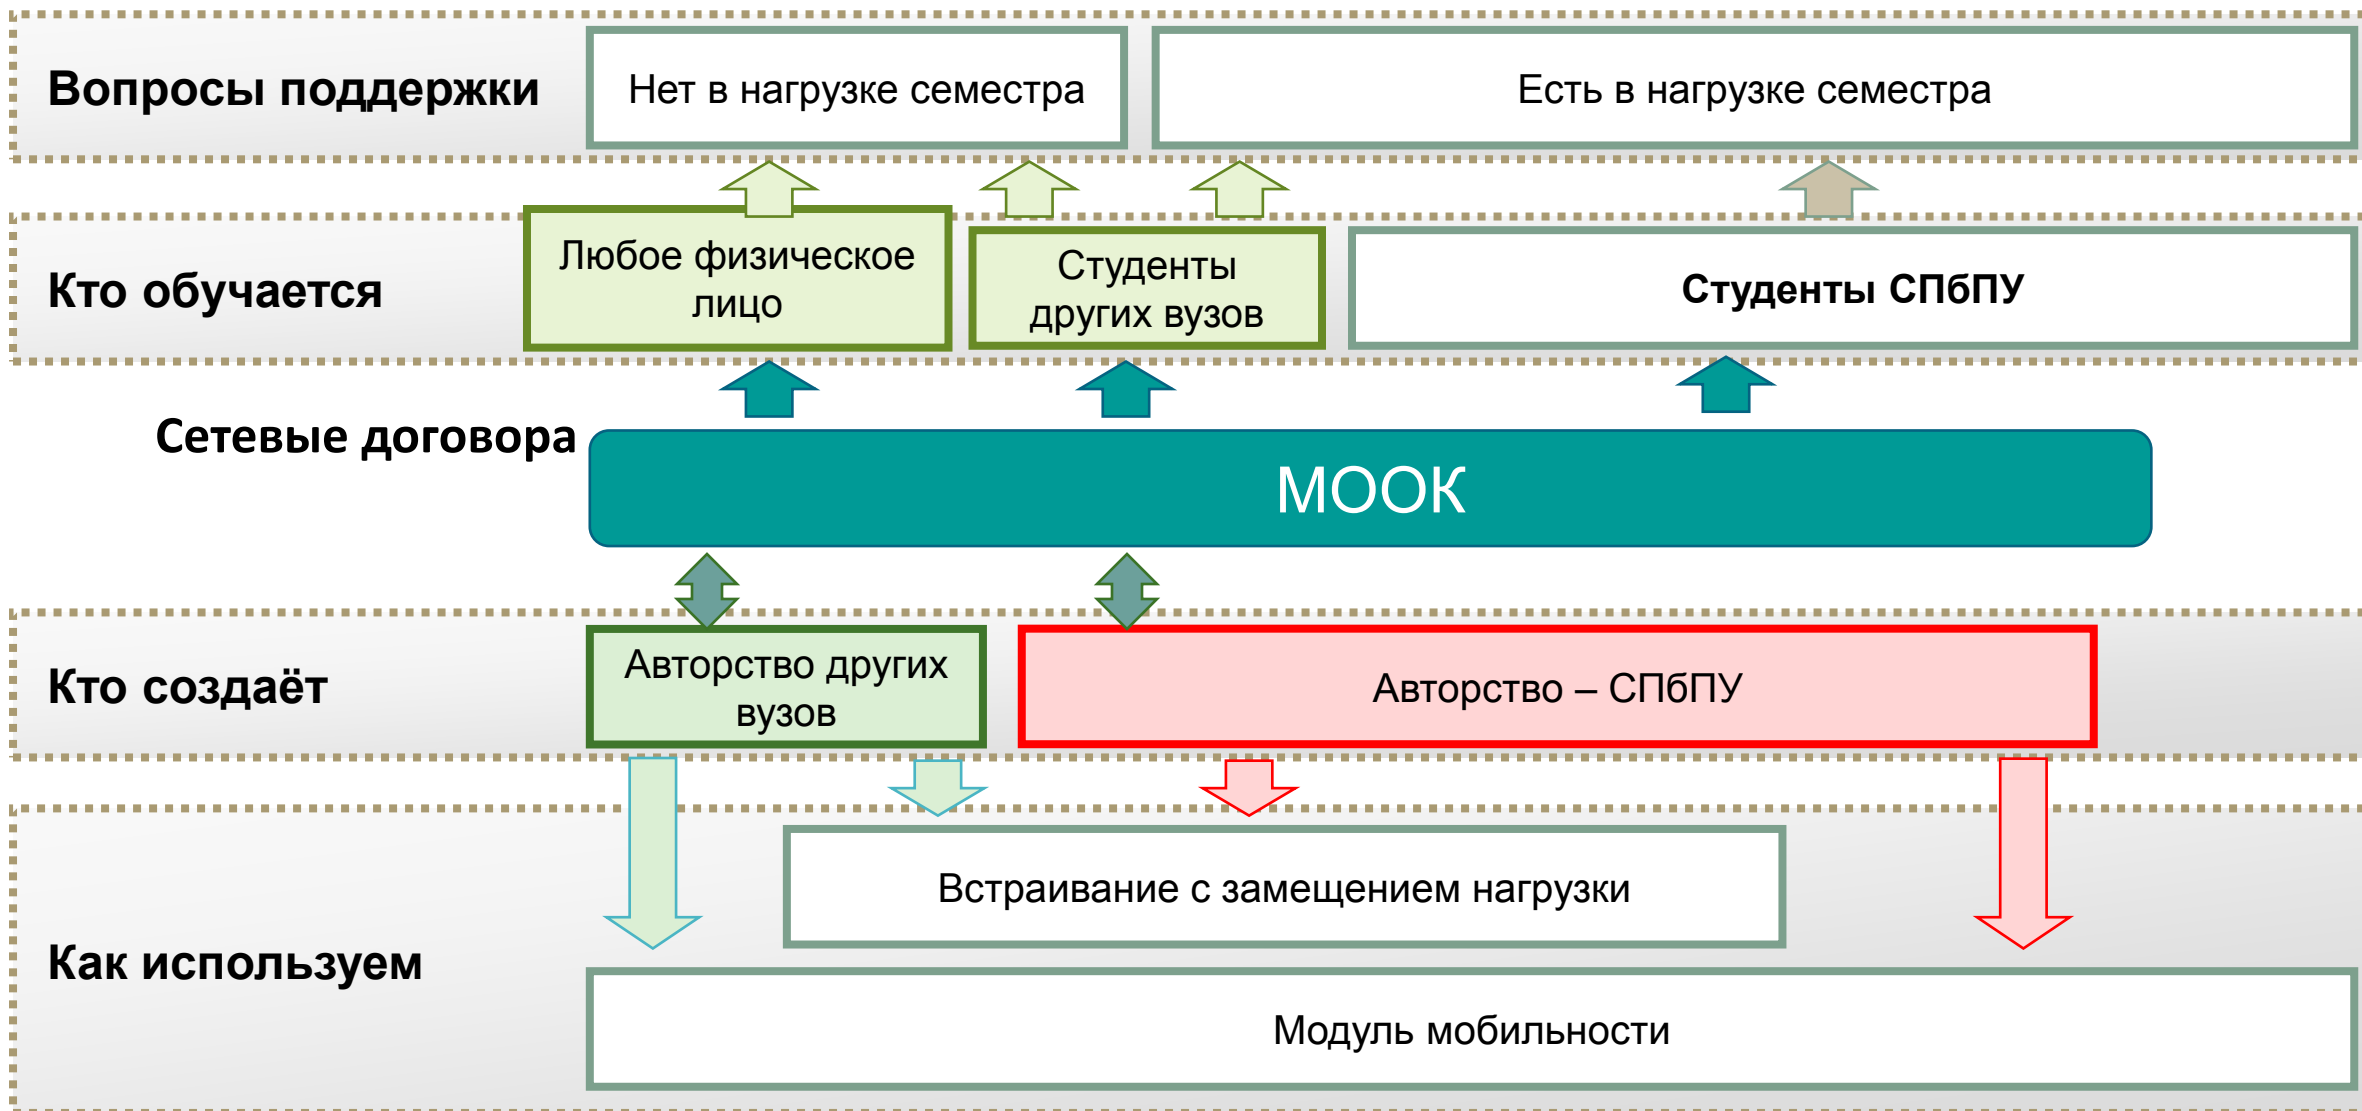 Вопросы поддержки
Нет в нагрузке семестра
Есть в нагрузке семестра
Кто обучается
Любое физическое
лицо
Студенты
других вузов
Студенты СПбПУ
Сетевые договора
МООК
Кто создаёт
Авторство других
вузов
Авторство – СПбПУ
Как используем
Встраивание с замещением нагрузки
Модуль мобильности